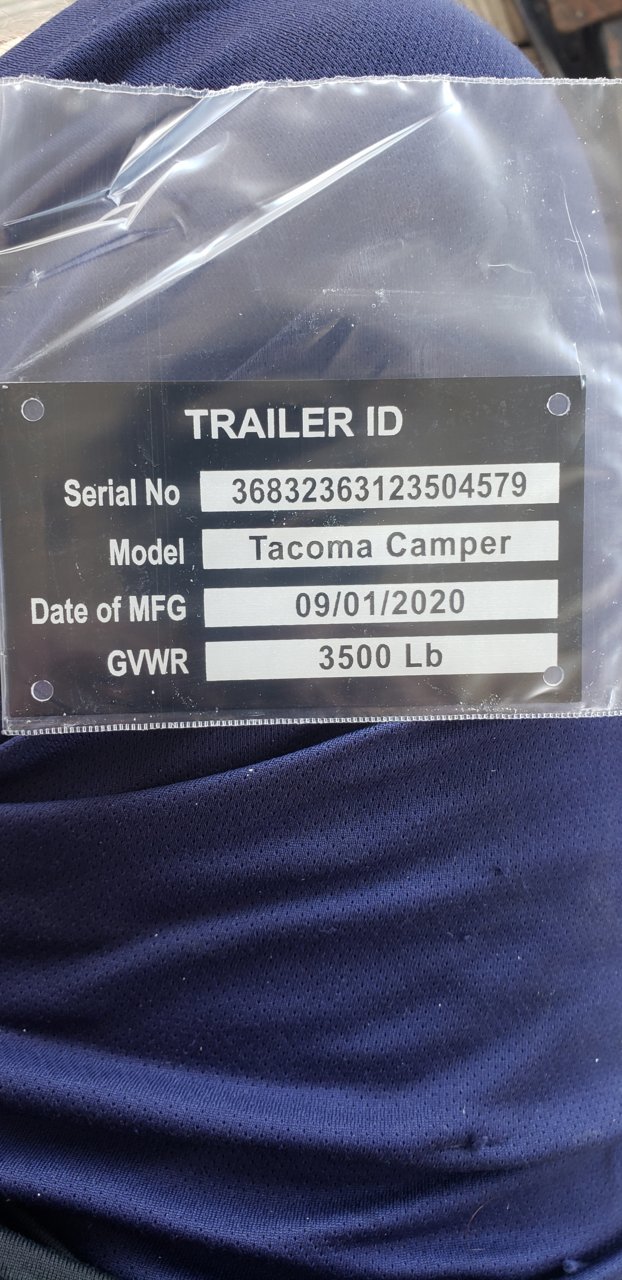 TRAILER ID
Serial No 36832363123504579
Model Tacoma Camper
Date of MFG 09/01/2020
GVWR 3500 Lb